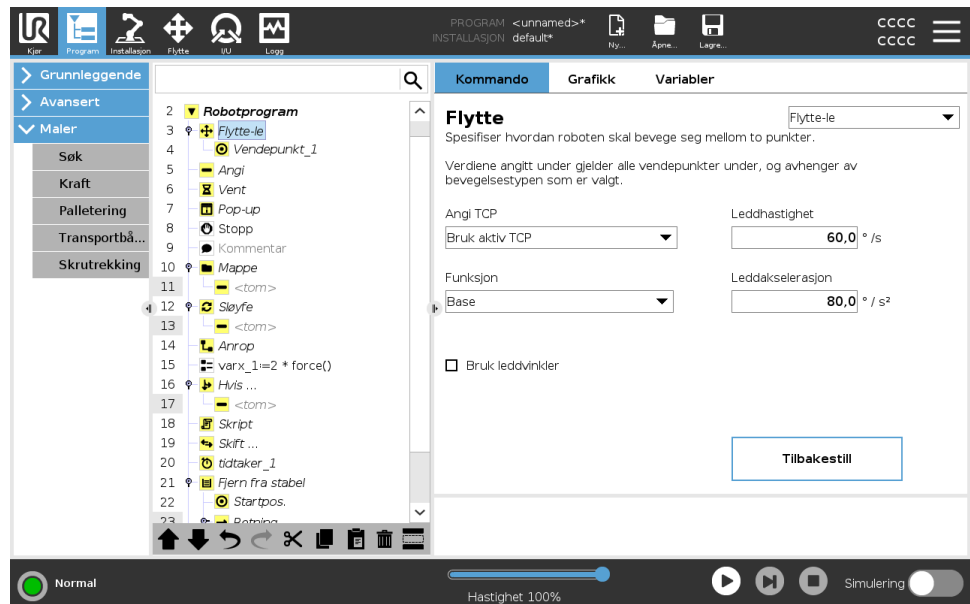 PROGRAM <unnamed>*
INSTALLASJON default*
Ny...
Åpne...
Lagre...
CCCC
CCCC
Kjør
Program
Installasjon
Flytte
I/U
Logg
Grunnleggende
Avansert
Maler
Søk
Kraft
Palletering
Transportbå...
Skrutrekking
2 Robotprogram
3 Flytte-le
4 Vendepunkt_1
5 Angi
6 Vent
7 Pop-up
8 Stopp
9 Kommentar
10 Mappe
11 <tom>
12 Sløyfe
13 <tom>
14 Anrop
15 varx_1:=2 * force()
16 Hvis ...
17 <tom>
18 Skript
19 Skift ...
20 tidtaker_1
21 Fjern fra stabel
22 Startpos.
23 Retning
Kommando
Grafikk
Variabler
Flytte
Flytte-le
Spesifiser hvordan roboten skal bevege seg mellom to punkter.
Verdiene angitt under gjelder alle vendepunkter under, og avhenger av
bevegelsestypen som er valgt.
Angi TCP
Leddhastighet
Bruk aktiv TCP
60,0 ° /s
Funksjon
Leddakselerasjon
Base
80,0 ° / s²
Bruk leddvinkler
Tilbakestill
Normal
Hastighet 100%
Simulering